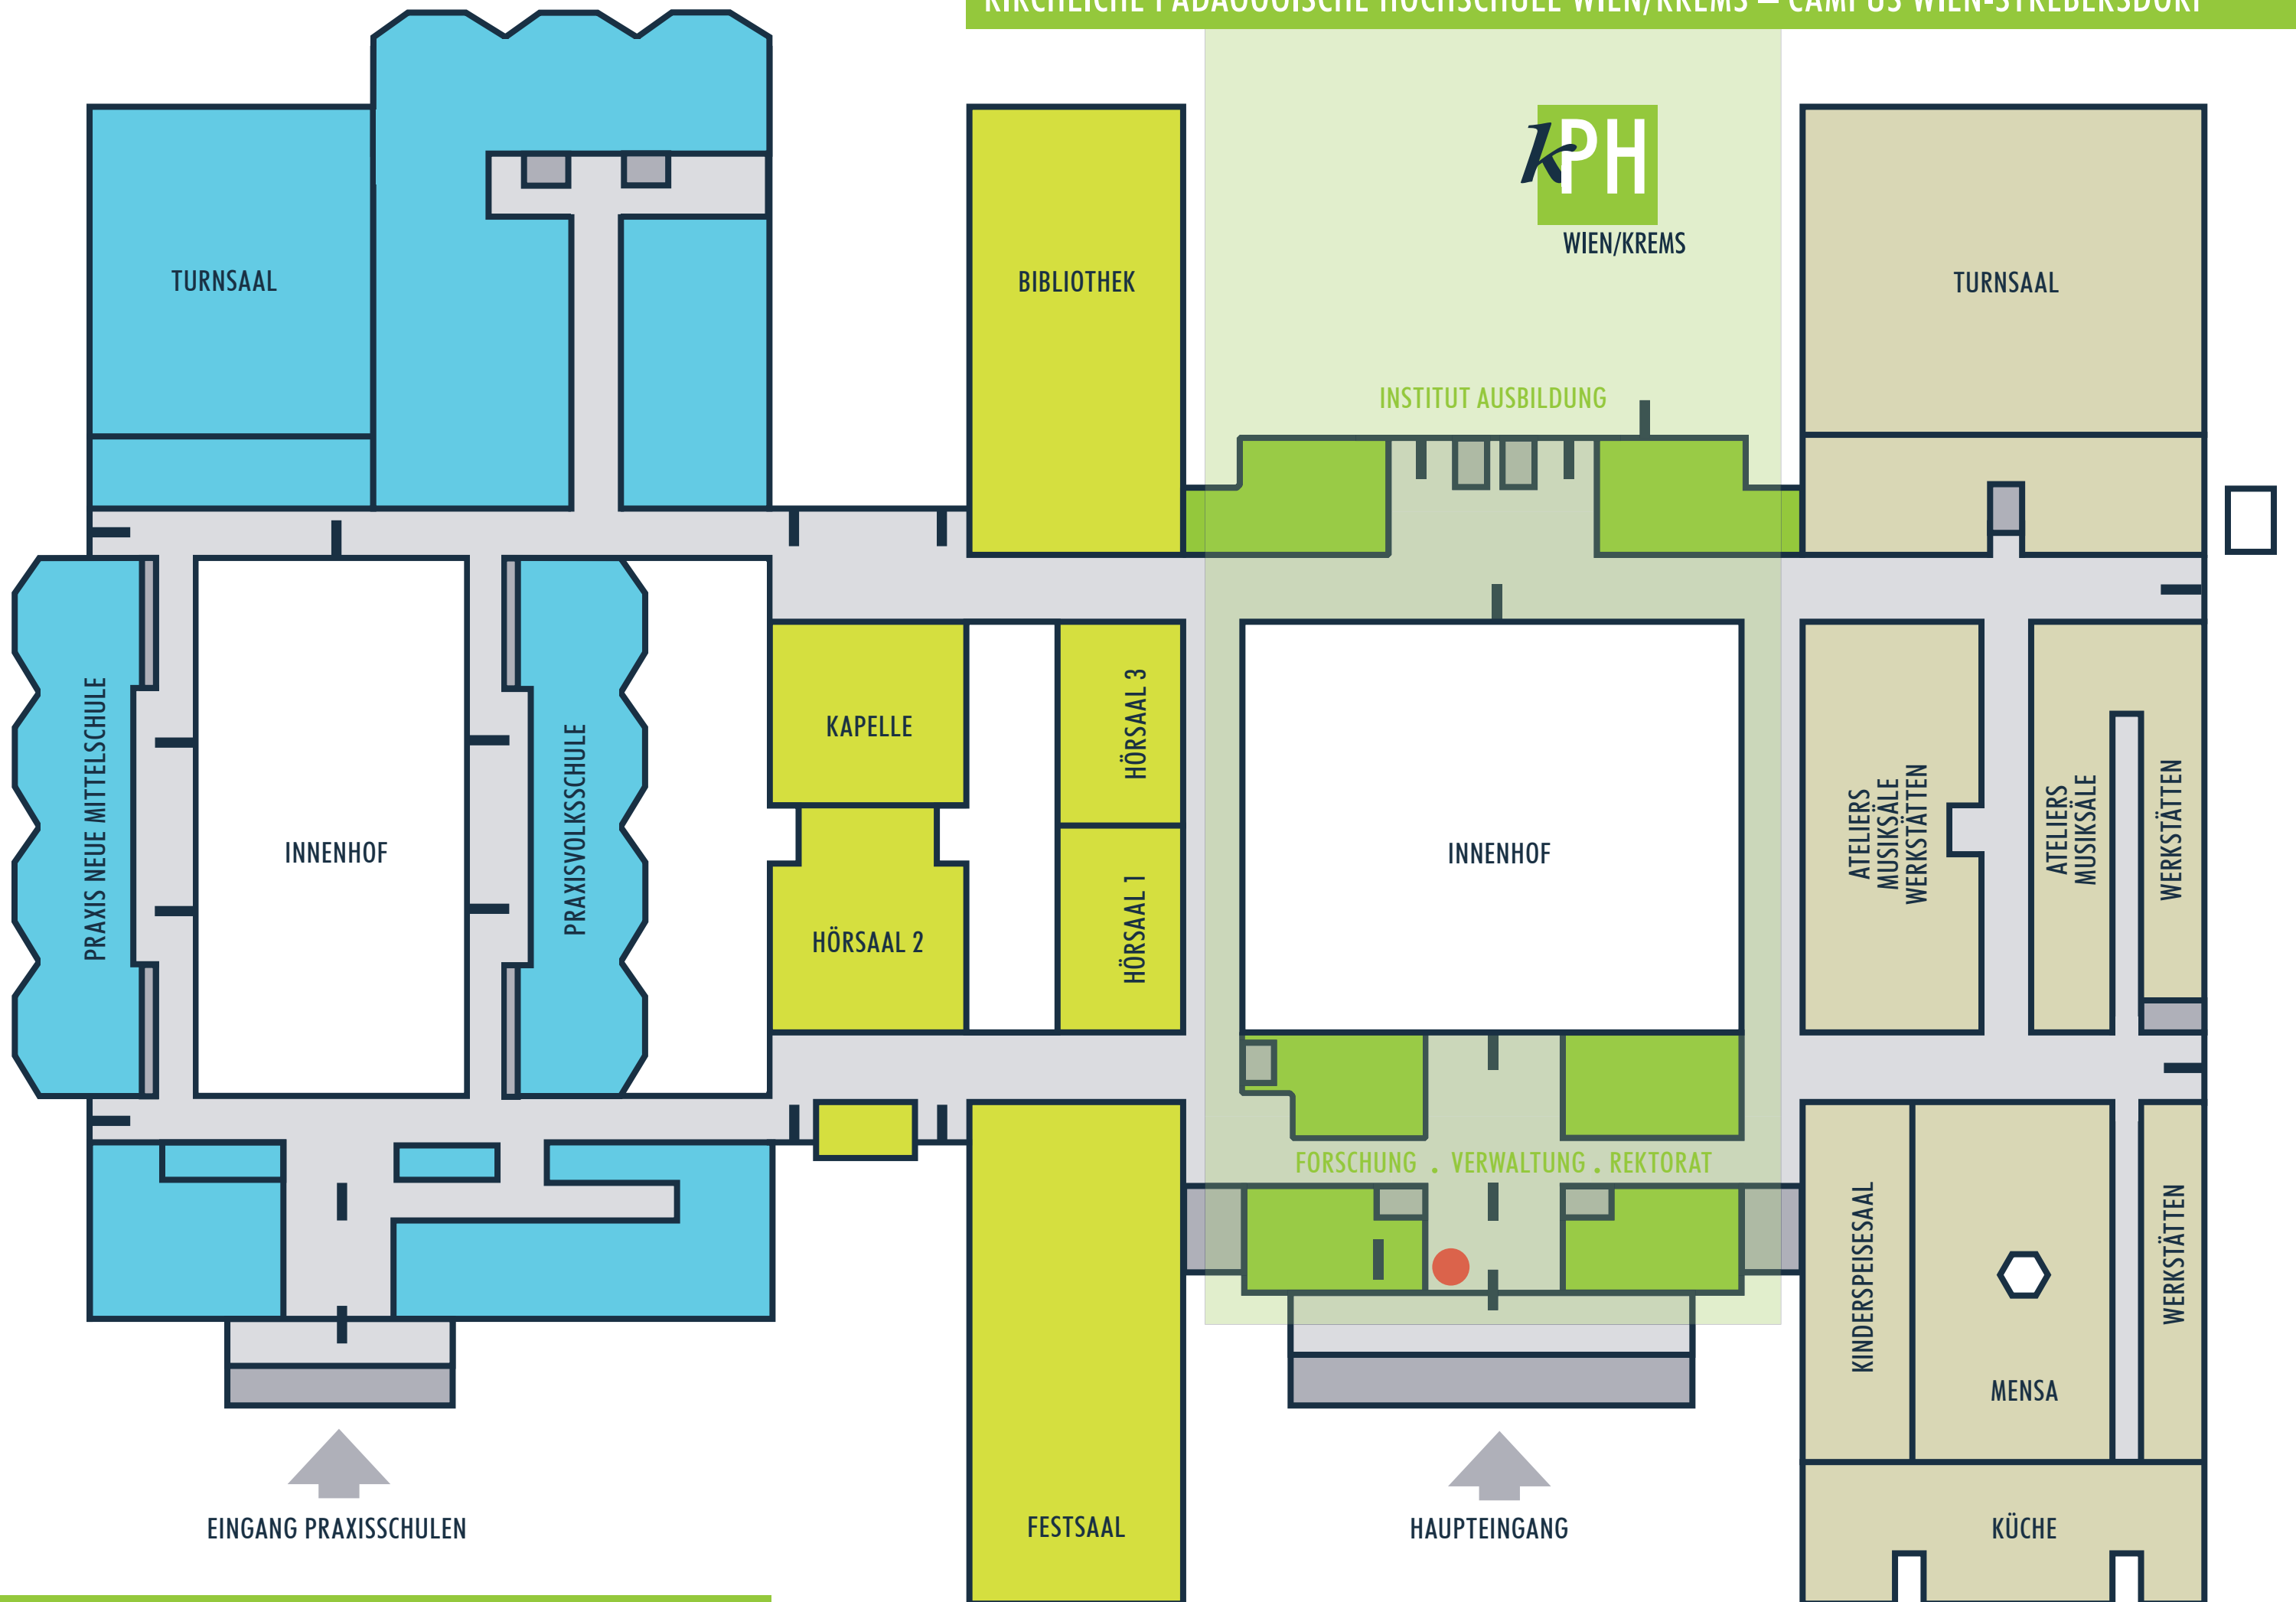 KIRCHLICHE PÄDAGOGISCHE HOCHSCHULE WIEN/KREMS – CAMPUS WIEN-STREBERSDORF
kPH
WIEN/KREMS
TURNSAAL
BIBLIOTHEK
TURNSAAL
INSTITUT AUSBILDUNG
PRAXIS NEUE MITTELSCHULE
INNENHOF
PRAXISVOLKSSCHULE
KAPELLE
HÖRSAAL 3
HÖRSAAL 2
HÖRSAAL 1
INNENHOF
ATELIERS
MUSIKSÄLE
WERKSTÄTTEN
ATELIERS
MUSIKSÄLE
WERKSTÄTTEN
FORSCHUNG . VERWALTUNG . REKTORAT
KINDERSPEISESAAL
MENSA
WERKSTÄTTEN
EINGANG PRAXISSCHULEN
FESTSAAL
HAUPTEINGANG
KÜCHE